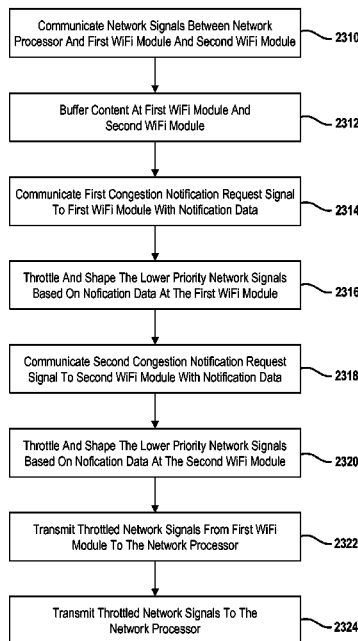 Communicate Network Signals Between Network
Processor And First WiFi Module And Second WiFi Module
2310
Buffer Content At First WiFi Module And
Second WiFi Module
2312
Communicate First Congestion Notification Request Signal
To First WiFi Module With Notification Data
2314
Throttle And Shape The Lower Priority Network Signals
Based On Nofication Data At The First WiFi Module
2316
Communicate Second Congestion Notification Request
Signal To Second WiFi Module With Notification Data
2318
Throttle And Shape The Lower Priority Network Signals
Based On Nofication Data At The Second WiFi Module
2320
Transmit Throttled Network Signals From First WiFi
Module To The Network Processor
2322
Transmit Throttled Network Signals To The
Network Processor
2324